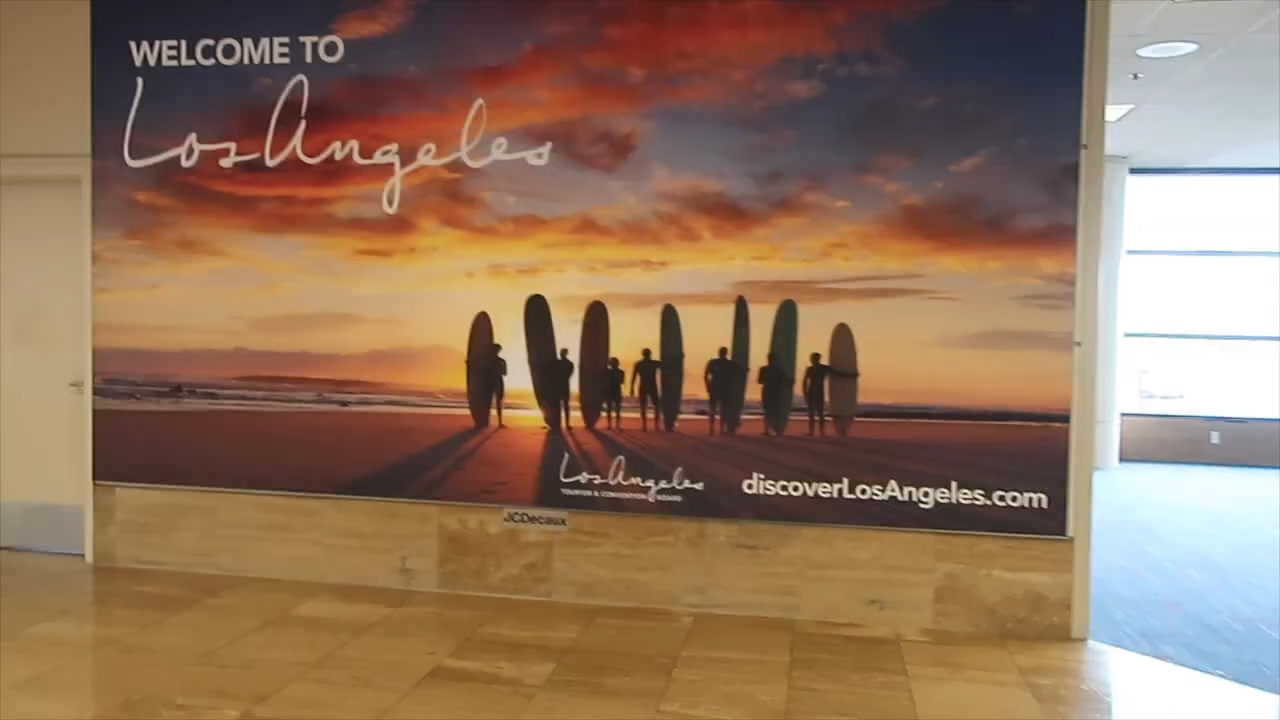 WELCOME TO
Los Angeles
Los Angeles
TOURISM & CONVENTION BOARD
discoverLosAngeles.com
JCDecaux